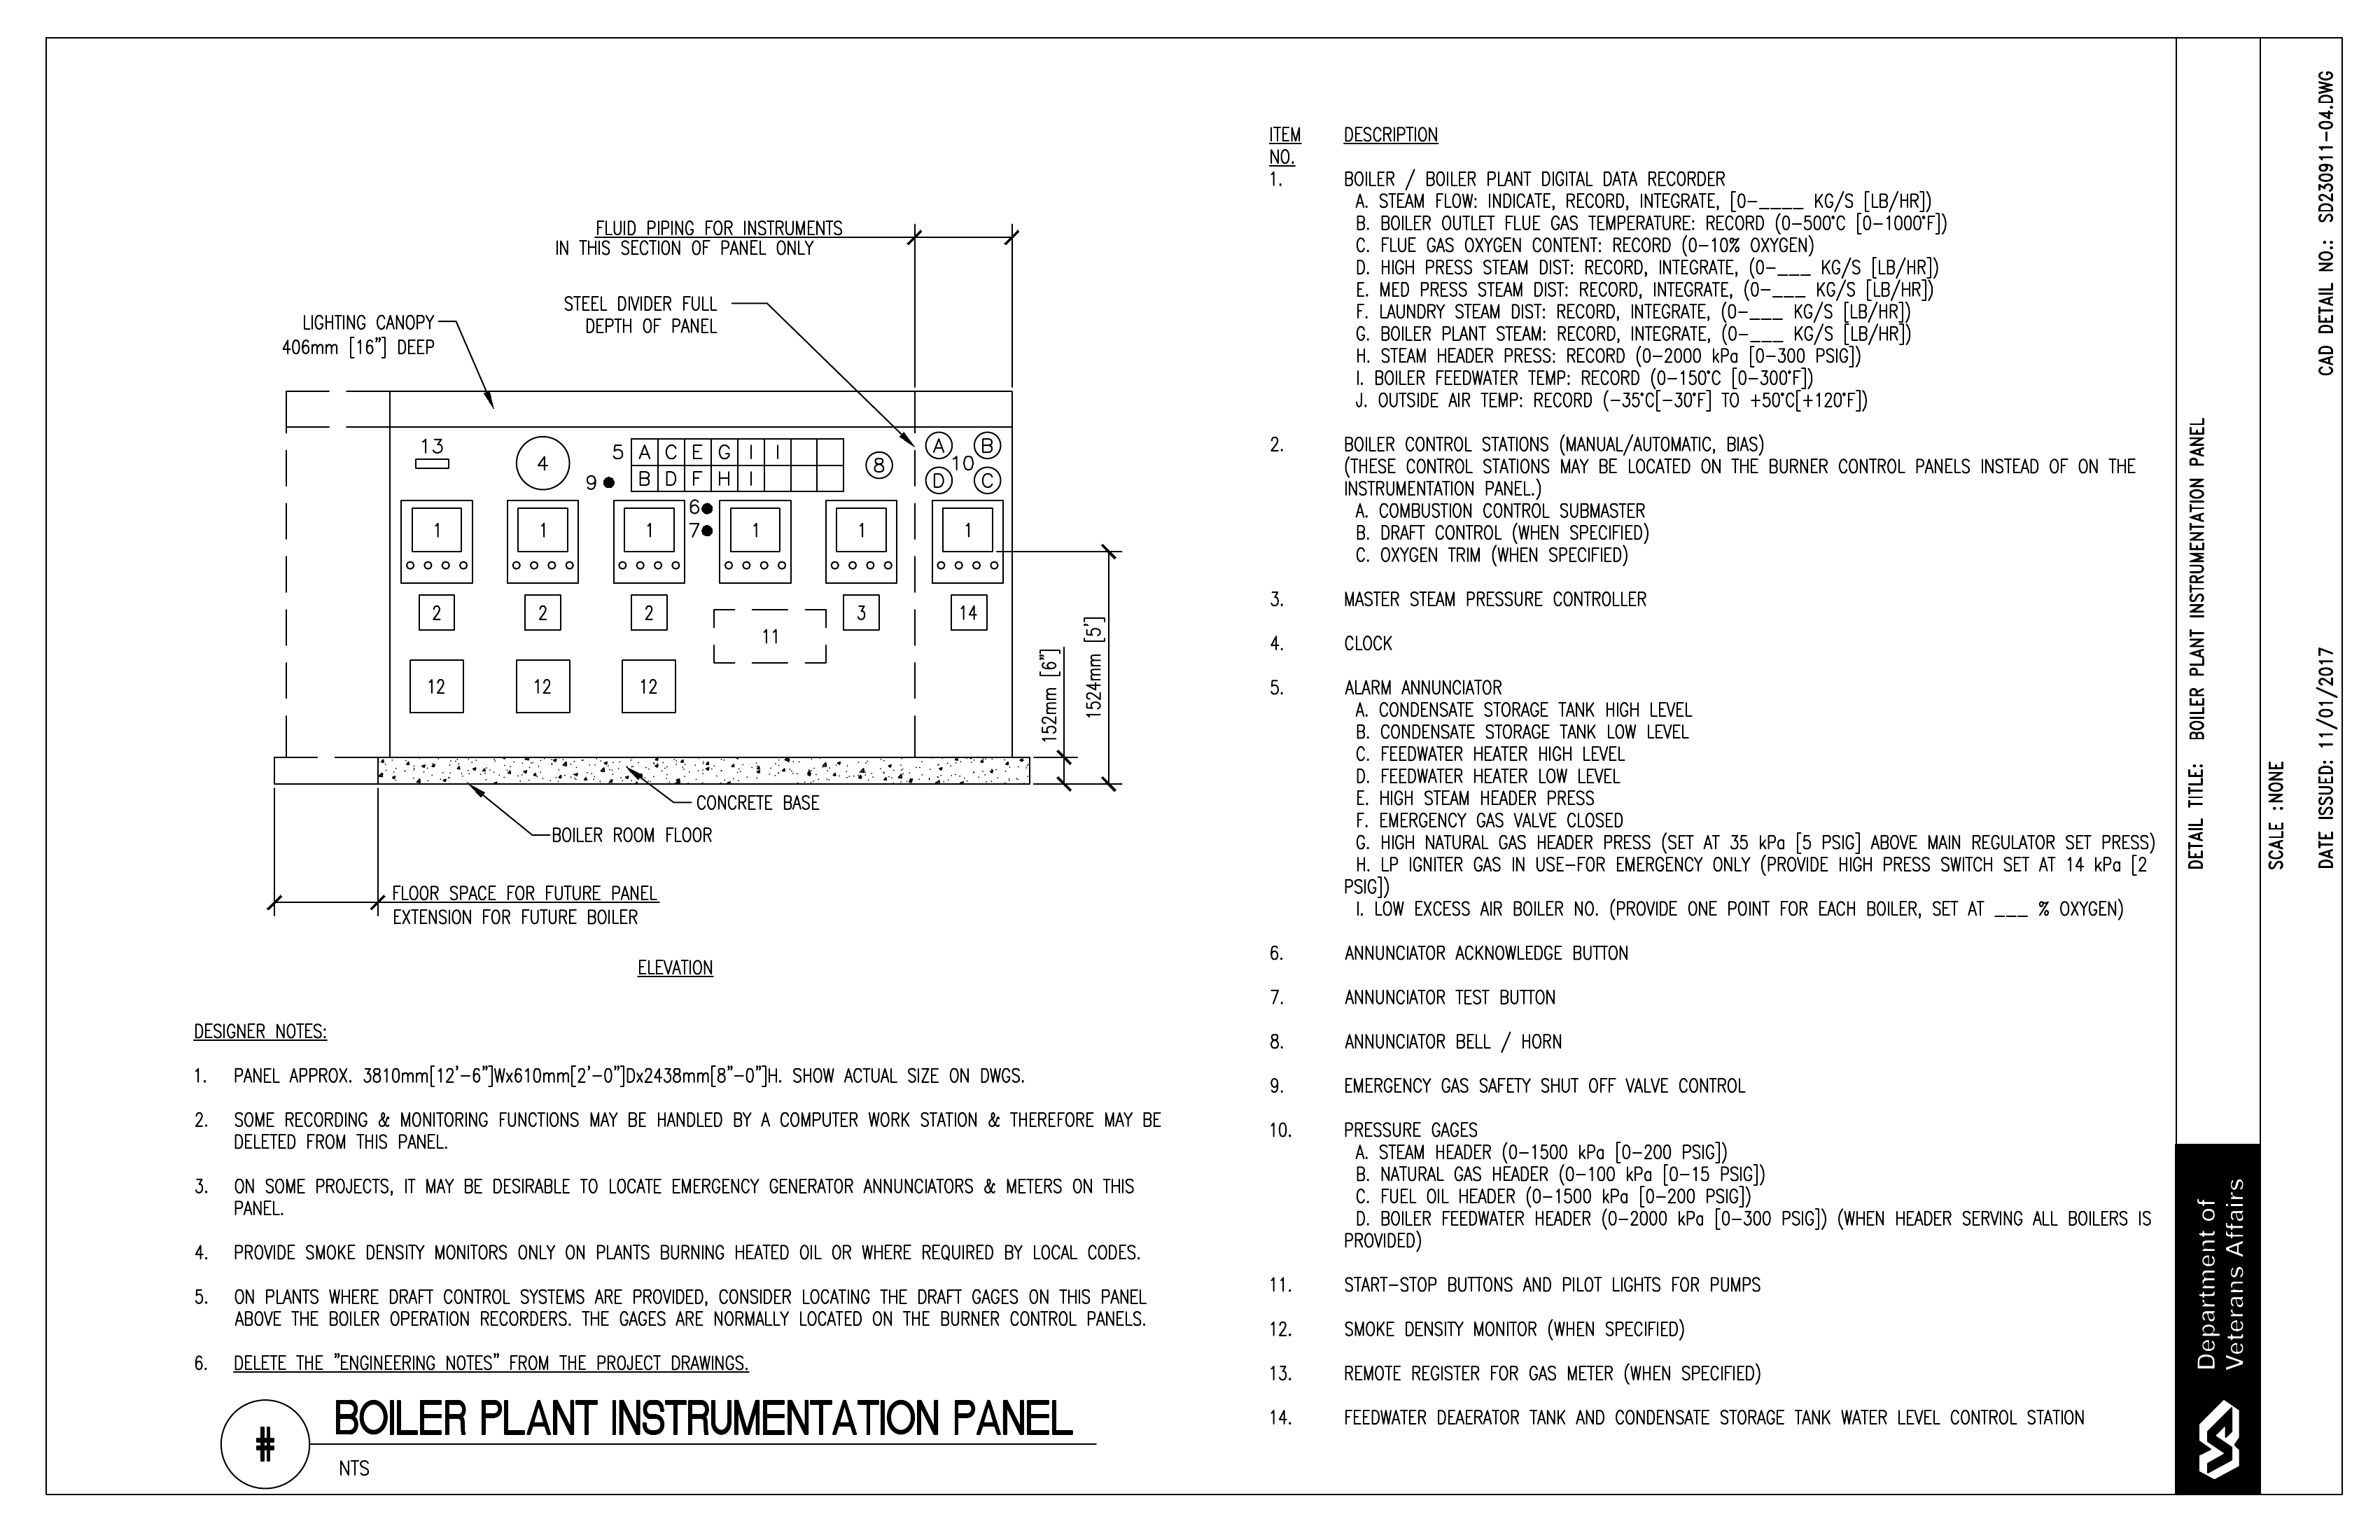 FLUID PIPING FOR INSTRUMENTS
IN THIS SECTION OF PANEL ONLY
STEEL DIVIDER FULL
DEPTH OF PANEL
LIGHTING CANOPY
406mm [16"] DEEP
13
4
5
A C E G I I
B D F H I
9
6
7
8
A B
10
D C
1 1 1 1 1 1
2 2 2 3 14
11
12 12 12
152mm [6"]
1524mm [5']
CONCRETE BASE
BOILER ROOM FLOOR
FLOOR SPACE FOR FUTURE PANEL
EXTENSION FOR FUTURE BOILER
ELEVATION
DESIGNER NOTES:
1. PANEL APPROX. 3810mm[12'-6"]Wx610mm[2'-0"]Dx2438mm[8"-0"]H. SHOW ACTUAL SIZE ON DWGS.
2. SOME RECORDING & MONITORING FUNCTIONS MAY BE HANDLED BY A COMPUTER WORK STATION & THEREFORE MAY BE
DELETED FROM THIS PANEL.
3. ON SOME PROJECTS, IT MAY BE DESIRABLE TO LOCATE EMERGENCY GENERATOR ANNUNCIATORS & METERS ON THIS
PANEL.
4. PROVIDE SMOKE DENSITY MONITORS ONLY ON PLANTS BURNING HEATED OIL OR WHERE REQUIRED BY LOCAL CODES.
5. ON PLANTS WHERE DRAFT CONTROL SYSTEMS ARE PROVIDED, CONSIDER LOCATING THE DRAFT GAGES ON THIS PANEL
ABOVE THE BOILER OPERATION RECORDERS. THE GAGES ARE NORMALLY LOCATED ON THE BURNER CONTROL PANELS.
6. DELETE THE "ENGINEERING NOTES" FROM THE PROJECT DRAWINGS.
# BOILER PLANT INSTRUMENTATION PANEL
NTS
ITEM DESCRIPTION
NO.
1. BOILER / BOILER PLANT DIGITAL DATA RECORDER
A. STEAM FLOW: INDICATE, RECORD, INTEGRATE, [0-____ KG/S [LB/HR])
B. BOILER OUTLET FLUE GAS TEMPERATURE: RECORD (0-500°C [0-1000°F])
C. FLUE GAS OXYGEN CONTENT: RECORD (0-10% OXYGEN)
D. HIGH PRESS STEAM DIST: RECORD, INTEGRATE, (0-___ KG/S [LB/HR])
E. MED PRESS STEAM DIST: RECORD, INTEGRATE, (0-___ KG/S [LB/HR])
F. LAUNDRY STEAM DIST: RECORD, INTEGRATE, (0-___ KG/S [LB/HR])
G. BOILER PLANT STEAM: RECORD, INTEGRATE, (0-___ KG/S [LB/HR])
H. STEAM HEADER PRESS: RECORD (0-2000 kPa [0-300 PSIG])
I. BOILER FEEDWATER TEMP: RECORD (0-150°C [0-300°F])
J. OUTSIDE AIR TEMP: RECORD (-35°C[-30°F] TO +50°C[+120°F])
2. BOILER CONTROL STATIONS (MANUAL/AUTOMATIC, BIAS)
(THESE CONTROL STATIONS MAY BE LOCATED ON THE BURNER CONTROL PANELS INSTEAD OF ON THE
INSTRUMENTATION PANEL.)
A. COMBUSTION CONTROL SUBMASTER
B. DRAFT CONTROL (WHEN SPECIFIED)
C. OXYGEN TRIM (WHEN SPECIFIED)
3. MASTER STEAM PRESSURE CONTROLLER
4. CLOCK
5. ALARM ANNUNCIATOR
A. CONDENSATE STORAGE TANK HIGH LEVEL
B. CONDENSATE STORAGE TANK LOW LEVEL
C. FEEDWATER HEATER HIGH LEVEL
D. FEEDWATER HEATER LOW LEVEL
E. HIGH STEAM HEADER PRESS
F. EMERGENCY GAS VALVE CLOSED
G. HIGH NATURAL GAS HEADER PRESS (SET AT 35 kPa [5 PSIG] ABOVE MAIN REGULATOR SET PRESS)
H. LP IGNITER GAS IN USE-FOR EMERGENCY ONLY (PROVIDE HIGH PRESS SWITCH SET AT 14 kPa [2
PSIG])
I. LOW EXCESS AIR BOILER NO. (PROVIDE ONE POINT FOR EACH BOILER, SET AT ___ % OXYGEN)
6. ANNUNCIATOR ACKNOWLEDGE BUTTON
7. ANNUNCIATOR TEST BUTTON
8. ANNUNCIATOR BELL / HORN
9. EMERGENCY GAS SAFETY SHUT OFF VALVE CONTROL
10. PRESSURE GAGES
A. STEAM HEADER (0-1500 kPa [0-200 PSIG])
B. NATURAL GAS HEADER (0-100 kPa [0-15 PSIG])
C. FUEL OIL HEADER (0-1500 kPa [0-200 PSIG])
D. BOILER FEEDWATER HEADER (0-2000 kPa [0-300 PSIG]) (WHEN HEADER SERVING ALL BOILERS IS
PROVIDED)
11. START-STOP BUTTONS AND PILOT LIGHTS FOR PUMPS
12. SMOKE DENSITY MONITOR (WHEN SPECIFIED)
13. REMOTE REGISTER FOR GAS METER (WHEN SPECIFIED)
14. FEEDWATER DEAERATOR TANK AND CONDENSATE STORAGE TANK WATER LEVEL CONTROL STATION
DETAIL TITLE: BOILER PLANT INSTRUMENTATION PANEL
SCALE :NONE
DATE ISSUED: 11/01/2017
CAD DETAIL NO.: SD230911-04.DWG
Department of
Veterans Affairs